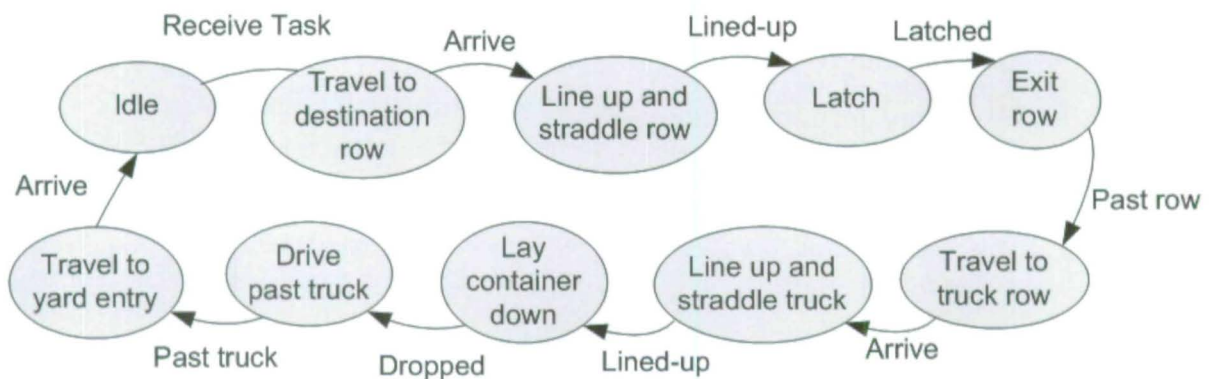 Receive Task
Arrive
Lined-up
Latched
Idle
Travel to
destination
row
Line up and
straddle row
Latch
Exit
row
Arrive
Past row
Travel to
yard entry
Drive
past truck
Lay
container
down
Line up and
straddle truck
Travel to
truck row
Past truck
Dropped
Lined-up
Arrive